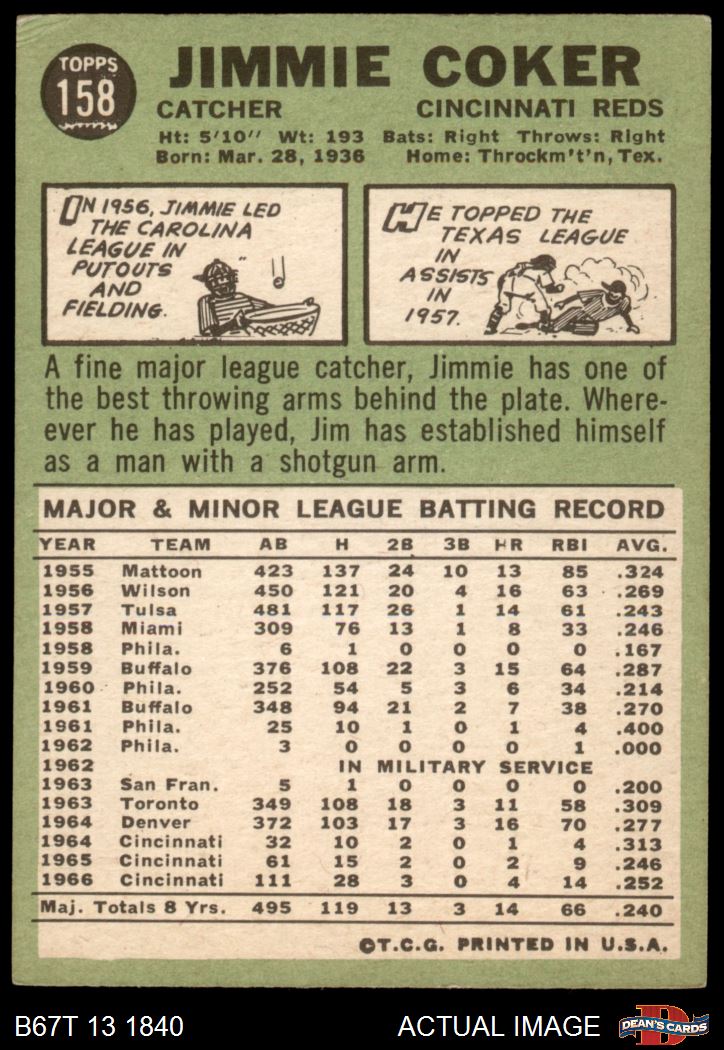 TOPPS
158
JIMMIE COKER
CATCHER CINCINNATI REDS
Ht: 5'10" Wt: 193 Bats: Right Throws: Right
Born: Mar. 28, 1936 Home: Throckm't'n, Tex.
ON 1956, JIMMIE LED
THE CAROLINA
LEAGUE IN
PUTOUTS
AND
FIELDING.
HE TOPPED THE
TEXAS LEAGUE
IN
ASSISTS
IN
1957.
A fine major league catcher, Jimmie has one of
the best throwing arms behind the plate. Where-
ever he has played, Jim has established himself
as a man with a shotgun arm.
MAJOR & MINOR LEAGUE BATTING RECORD
YEAR TEAM AB H 2B 3B HR RBI AVG.
1955 Mattoon 423 137 24 10 13 85 .324
1956 Wilson 450 121 20 4 16 63 .269
1957 Tulsa 481 117 26 1 14 61 .243
1958 Miami 309 76 13 1 8 33 .246
1958 Phila. 6 1 0 0 0 0 .167
1959 Buffalo 376 108 22 3 15 64 .287
1960 Phila. 252 54 5 3 6 34 .214
1961 Buffalo 348 94 21 2 7 38 .270
1961 Phila. 25 10 1 0 1 4 .400
1962 Phila. 3 0 0 0 0 1 .000
1962 IN MILITARY SERVICE
1963 San Fran. 5 1 0 0 0 0 .200
1963 Toronto 349 108 18 3 11 58 .309
1964 Denver 372 103 17 3 16 70 .277
1964 Cincinnati 32 10 2 0 1 4 .313
1965 Cincinnati 61 15 2 0 2 9 .246
1966 Cincinnati 111 28 3 0 4 14 .252
Maj. Totals 8 Yrs. 495 119 13 3 14 66 .240
©T.C.G. PRINTED IN U.S.A.
B67T 13 1840 ACTUAL IMAGE
D
DEAN'S CARDS